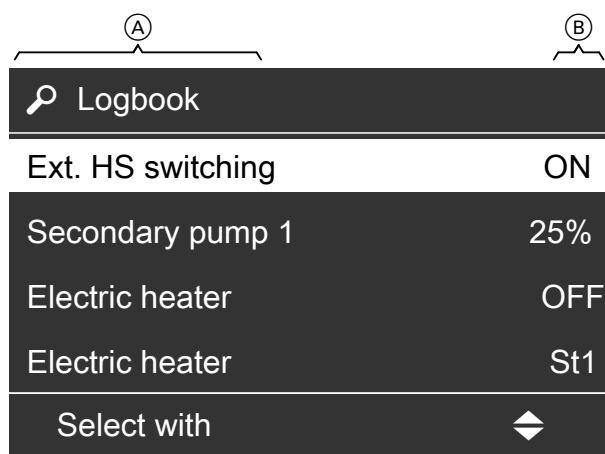 Ⓐ Ⓑ
Logbook
Ext. HS switching ON
Secondary pump 1 25%
Electric heater OFF
Electric heater St1
Select with